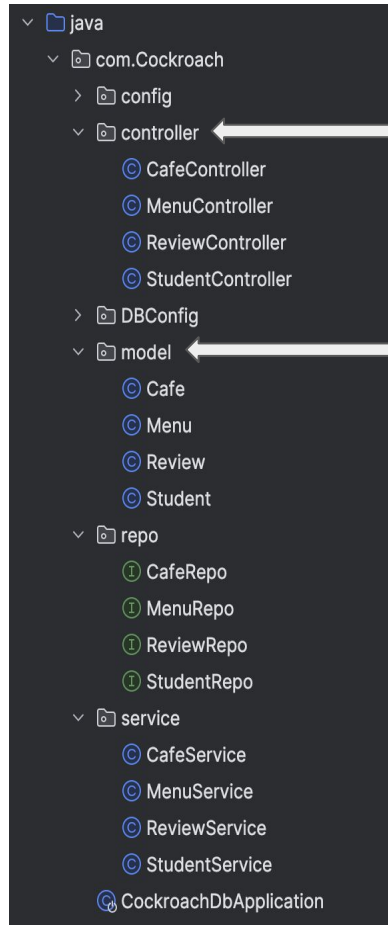 java
com.Cockroach
config
controller
CafeController
MenuController
ReviewController
StudentController
DBConfig
model
Cafe
Menu
Review
Student
repo
CafeRepo
MenuRepo
ReviewRepo
StudentRepo
service
CafeService
MenuService
ReviewService
StudentService
CockroachDbApplication